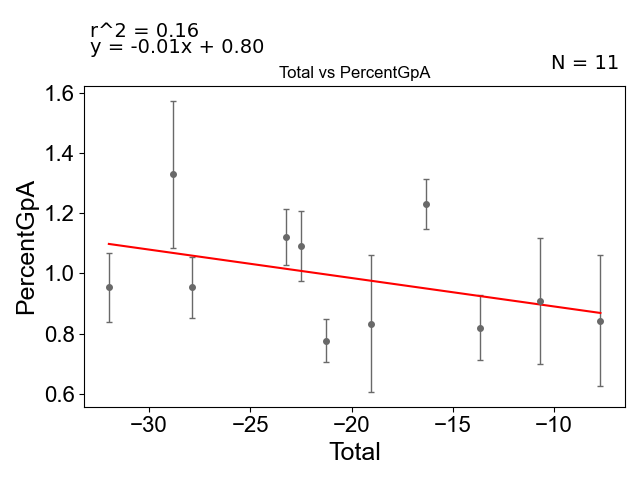 r^2 = 0.16
y = -0.01x + 0.80
N = 11
Total vs PercentGpA
PercentGpA
1.6
1.4
1.2
1.0
0.8
0.6
−30
−25
−20
−15
−10
Total